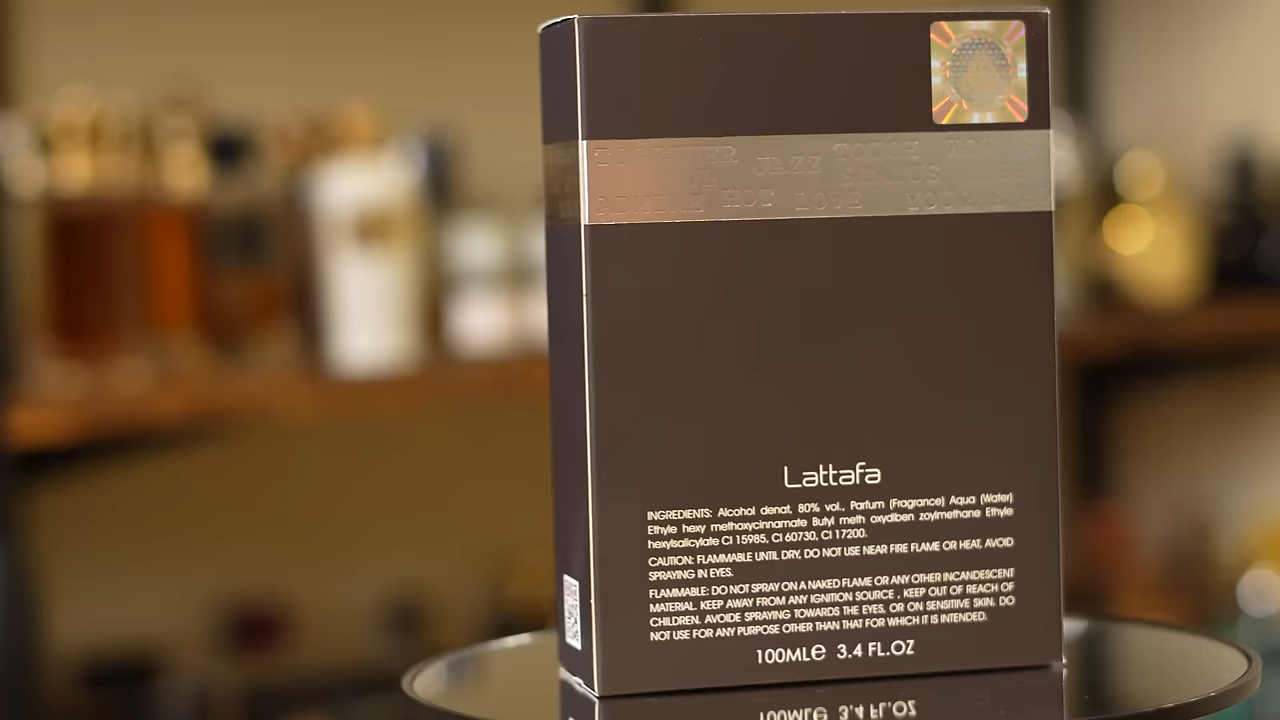 TOGETHER JAZZ TOUCH YOU
STATUS
ADMIRE HOT LOVE
Lattafa
INGREDIENTS: Alcohol denat, 80% vol., Parfum (Fragrance) Aqua (Water)
Ethyle hexy methoxycinnamate Butyl meth oxydiben zoylmethane Ethyle
hexylsalicylate CI 15985, CI 60730, CI 17200.
CAUTION: FLAMMABLE UNTIL DRY, DO NOT USE NEAR FIRE FLAME OR HEAT, AVOID
SPRAYING IN EYES.
FLAMMABLE: DO NOT SPRAY ON A NAKED FLAME OR ANY OTHER INCANDESCENT
MATERIAL. KEEP AWAY FROM ANY IGNITION SOURCE , KEEP OUT OF REACH OF
CHILDREN. AVOIDE SPRAYING TOWARDS THE EYES, OR ON SENSITIVE SKIN. DO
NOT USE FOR ANY PURPOSE OTHER THAN THAT FOR WHICH IT IS INTENDED.
100ML℮ 3.4 FL.OZ